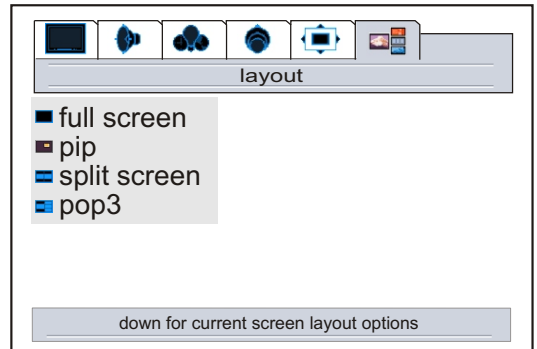 layout
full screen
pip
split screen
pop3
down for current screen layout options